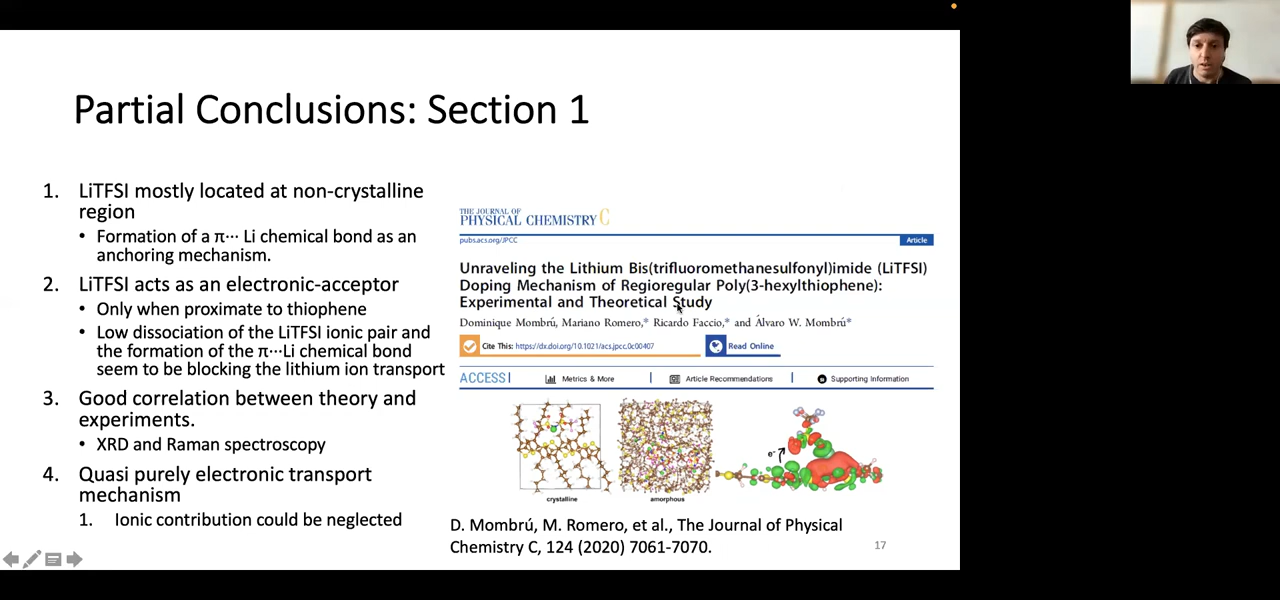 Partial Conclusions: Section 1
1. LiTFSI mostly located at non-crystalline
region
• Formation of a π··· Li chemical bond as an
anchoring mechanism.
2. LiTFSI acts as an electronic-acceptor
• Only when proximate to thiophene
• Low dissociation of the LiTFSI ionic pair and
the formation of the π···Li chemical bond
seem to be blocking the lithium ion transport
3. Good correlation between theory and
experiments.
• XRD and Raman spectroscopy
4. Quasi purely electronic transport
mechanism
1. Ionic contribution could be neglected
THE JOURNAL OF
PHYSICAL CHEMISTRY C
pubs.acs.org/JPCC
Article
Unraveling the Lithium Bis(trifluoromethanesulfonyl)imide (LiTFSI)
Doping Mechanism of Regioregular Poly(3-hexylthiophene):
Experimental and Theoretical Study
Dominique Mombrú, Mariano Romero,* Ricardo Faccio,* and Álvaro W. Mombrú*
Cite This: https://dx.doi.org/10.1021/acs.jpcc.0c00407
Read Online
ACCESS
Metrics & More
Article Recommendations
Supporting Information
e⁻
crystalline
amorphous
D. Mombrú, M. Romero, et al., The Journal of Physical
Chemistry C, 124 (2020) 7061-7070.
17